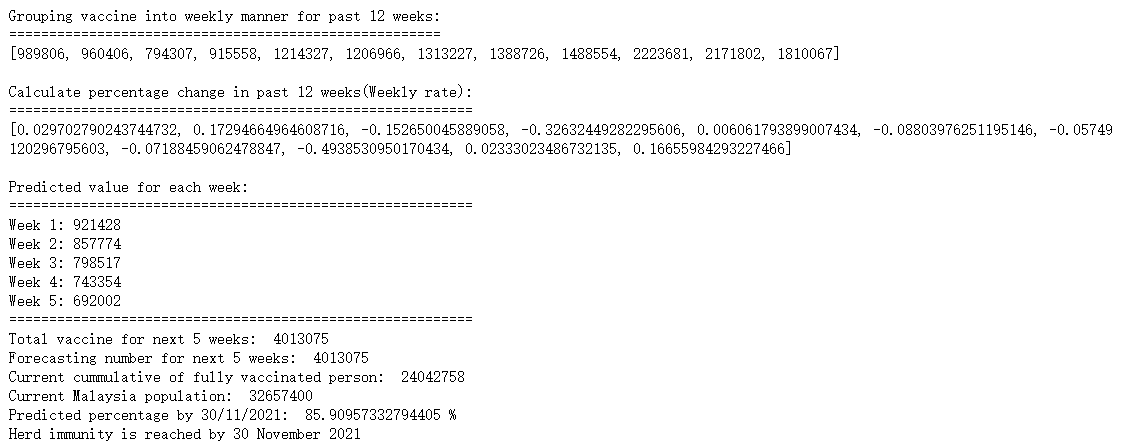 Grouping vaccine into weekly manner for past 12 weeks:
======================================================
[989806, 960406, 794307, 915558, 1214327, 1206966, 1313227, 1388726, 1488554, 2223681, 2171802, 1810067]
Calculate percentage change in past 12 weeks(Weekly rate):
==========================================================
[0.029702790243744732, 0.17294664964608716, -0.152650045889058, -0.32632449282295606, 0.006061793899007434, -0.08803976251195146, -0.05749
120296795603, -0.07188459062478847, -0.4938530950170434, 0.02333023486732135, 0.16655984293227466]
Predicted value for each week:
==========================================================
Week 1: 921428
Week 2: 857774
Week 3: 798517
Week 4: 743354
Week 5: 692002
==========================================================
Total vaccine for next 5 weeks:  4013075
Forecasting number for next 5 weeks:  4013075
Current cummulative of fully vaccinated person:  24042758
Current Malaysia population:  32657400
Predicted percentage by 30/11/2021:  85.90957332794405 %
Herd immunity is reached by 30 November 2021